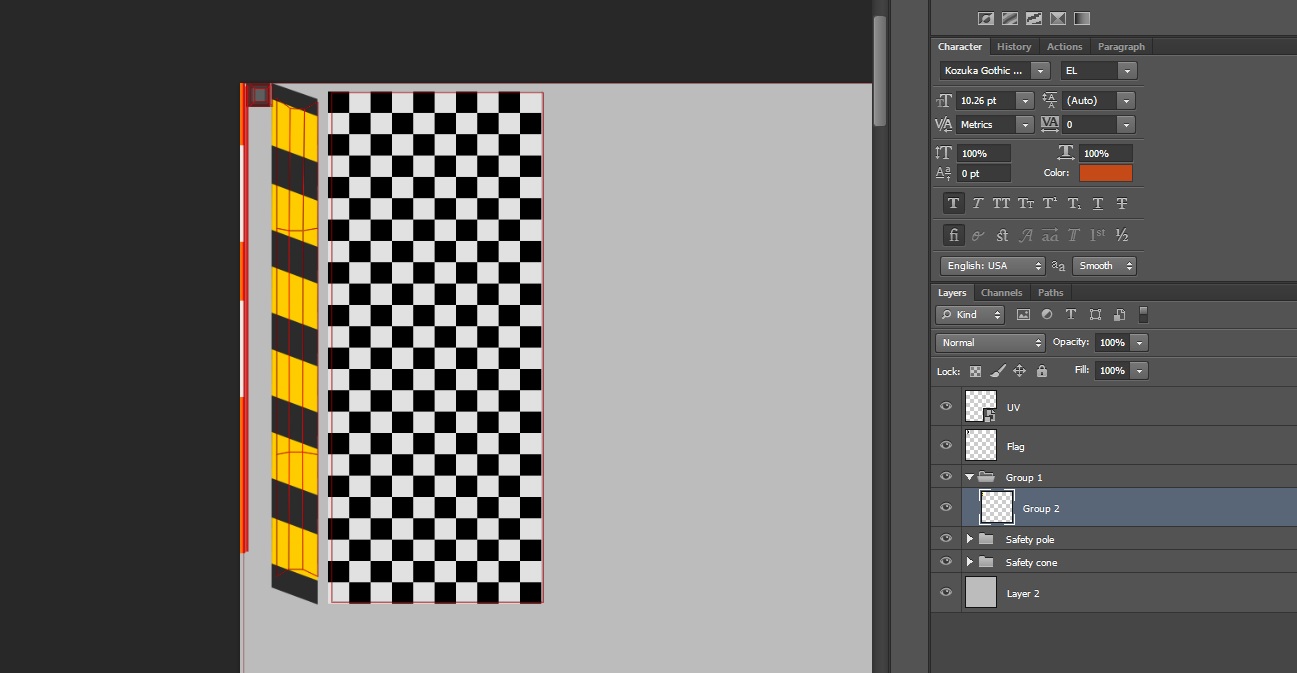 Character History Actions Paragraph
Kozuka Gothic ... EL
10.26 pt (Auto)
Metrics 0
100% 100%
0 pt Color:
T T TT Tт T¹ T₁ T T
fi st A aa T 1st ½
English: USA aa Smooth
Layers Channels Paths
Kind
Normal Opacity: 100%
Lock: Fill: 100%
UV
Flag
Group 1
Group 2
Safety pole
Safety cone
Layer 2